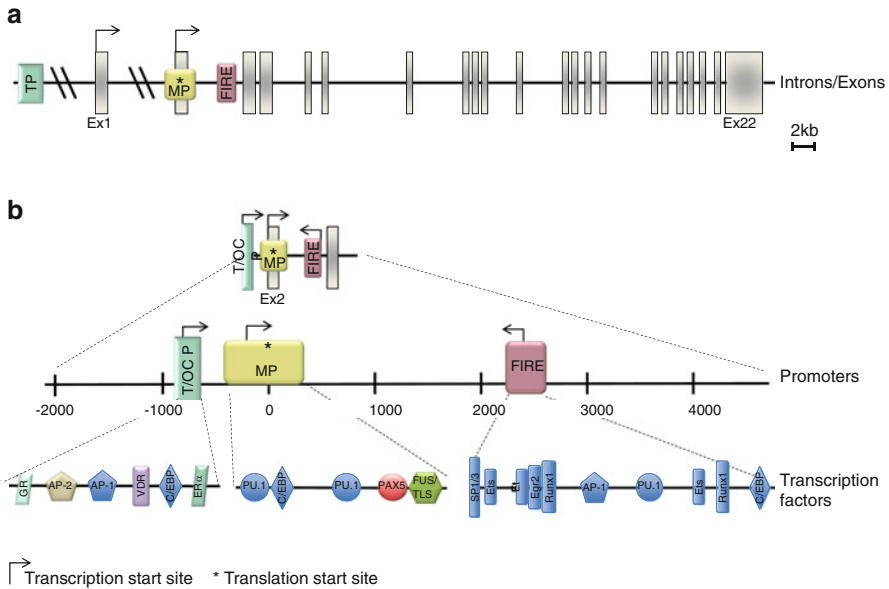 a
TP
Ex1
*
MP
FIRE
Ex22
Introns/Exons
2kb
b
T/OC
P
*
MP
FIRE
Ex2
T/OC P
*
MP
FIRE
Promoters
-2000 -1000 0 1000 2000 3000 4000
GR AP-2 AP-1 VDR C/EBP ERα
PU.1 C/EBP PU.1 PAX5 FUS/
TLS
SP1/3 Ets Et Egr2 Runx1 AP-1 PU.1 Ets Runx1 C/EBP
Transcription
factors
Transcription start site * Translation start site